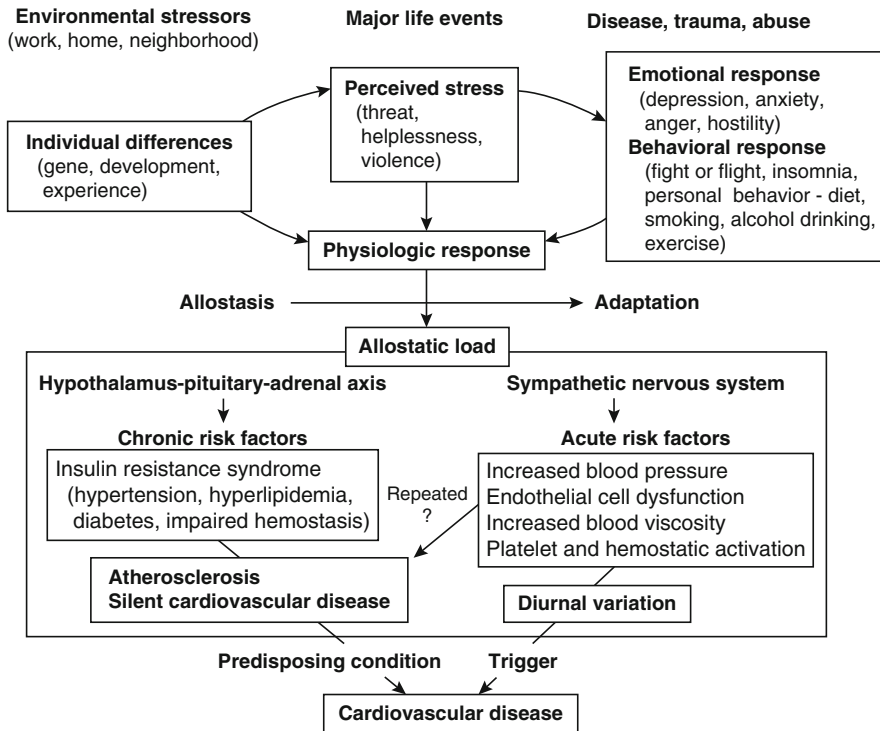 Environmental stressors
(work, home, neighborhood)
Major life events
Disease, trauma, abuse
Individual differences
(gene, development,
experience)
Perceived stress
(threat,
helplessness,
violence)
Emotional response
(depression, anxiety,
anger, hostility)
Behavioral response
(fight or flight, insomnia,
personal behavior - diet,
smoking, alcohol drinking,
exercise)
Physiologic response
Allostasis
Adaptation
Allostatic load
Hypothalamus-pituitary-adrenal axis
Chronic risk factors
Insulin resistance syndrome
(hypertension, hyperlipidemia,
diabetes, impaired hemostasis)
Repeated
?
Sympathetic nervous system
Acute risk factors
Increased blood pressure
Endothelial cell dysfunction
Increased blood viscosity
Platelet and hemostatic activation
Atherosclerosis
Silent cardiovascular disease
Diurnal variation
Predisposing condition
Trigger
Cardiovascular disease